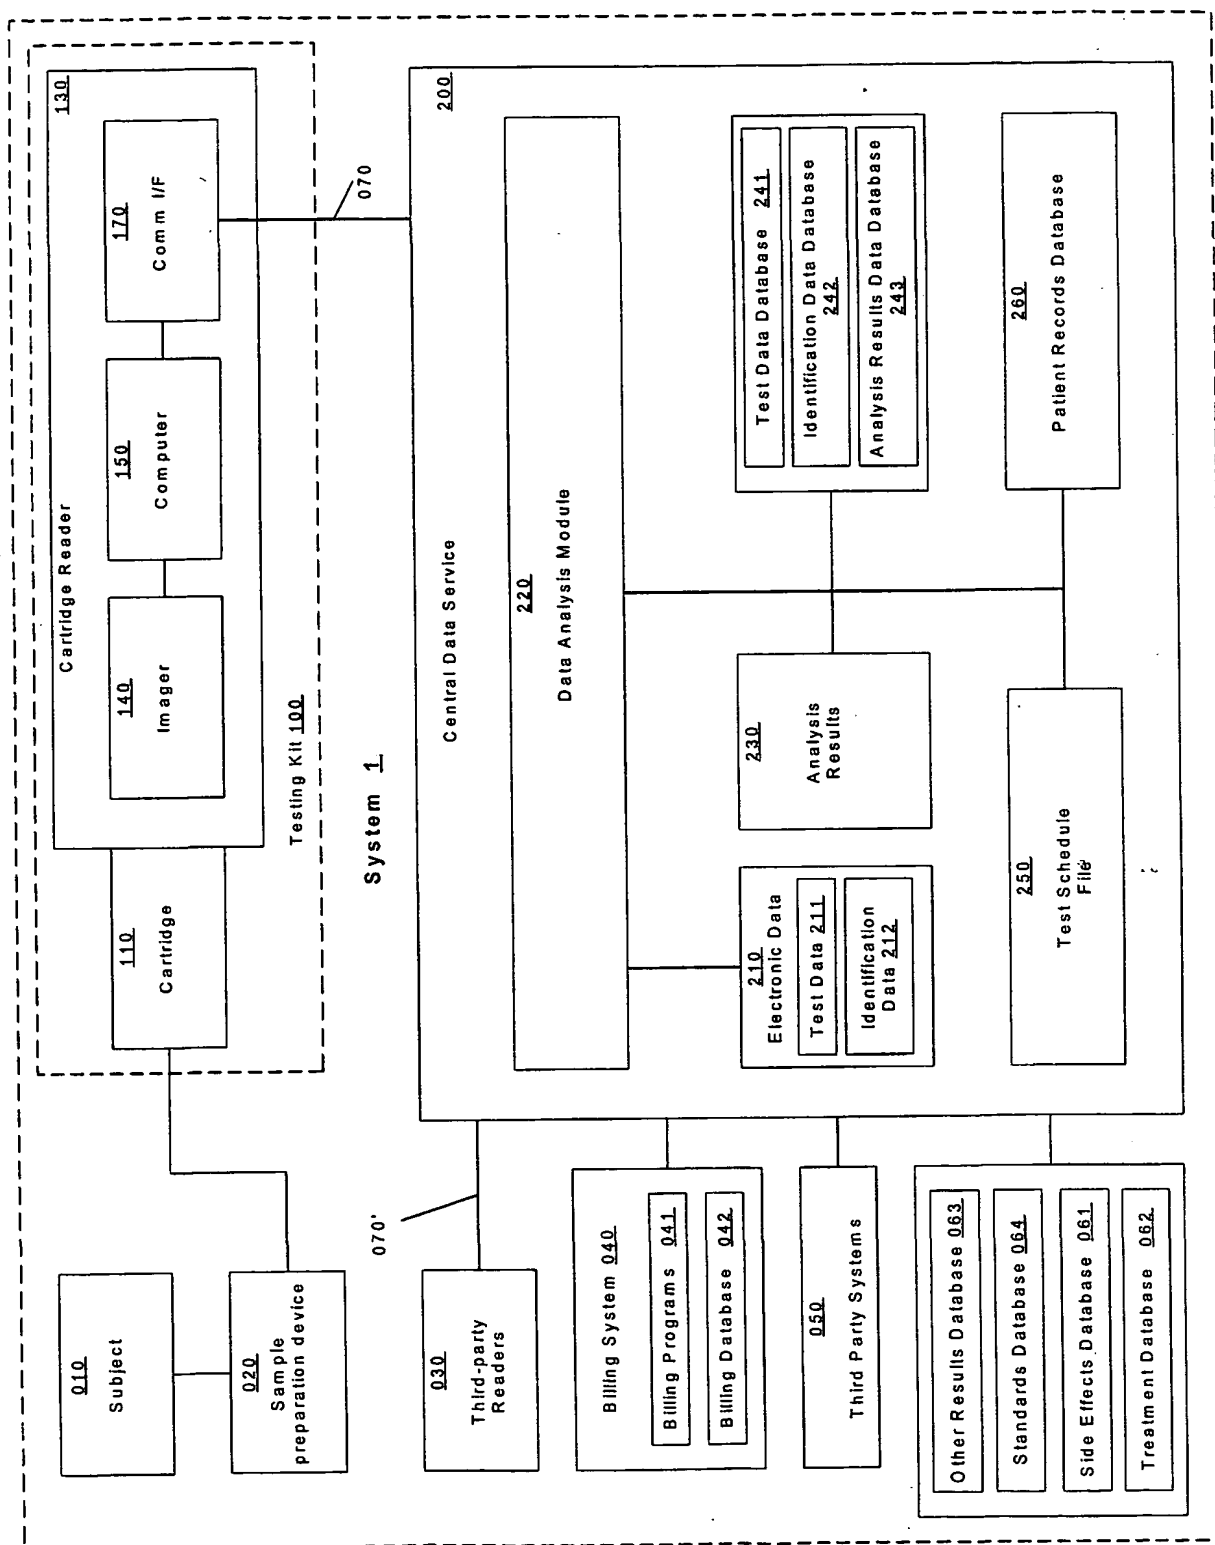 010
Subject
020
Sample
preparation device
110
Cartridge
Cartridge Reader
130
140
Imager
150
Computer
170
Comm I/F
Testing Kit 100
070
System 1
070'
030
Third-party
Readers
Billing System 040
Billing Programs 041
Billing Database 042
050
Third Party Systems
Other Results Database 063
Standards Database 064
Side Effects Database 061
Treatment Database 062
200
Central Data Service
220
Data Analysis Module
210
Electronic Data
Test Data 211
Identification
Data 212
230
Analysis
Results
Test Data Database 241
Identification Data Database
242
Analysis Results Data Database
243
250
Test Schedule
File
260
Patient Records Database